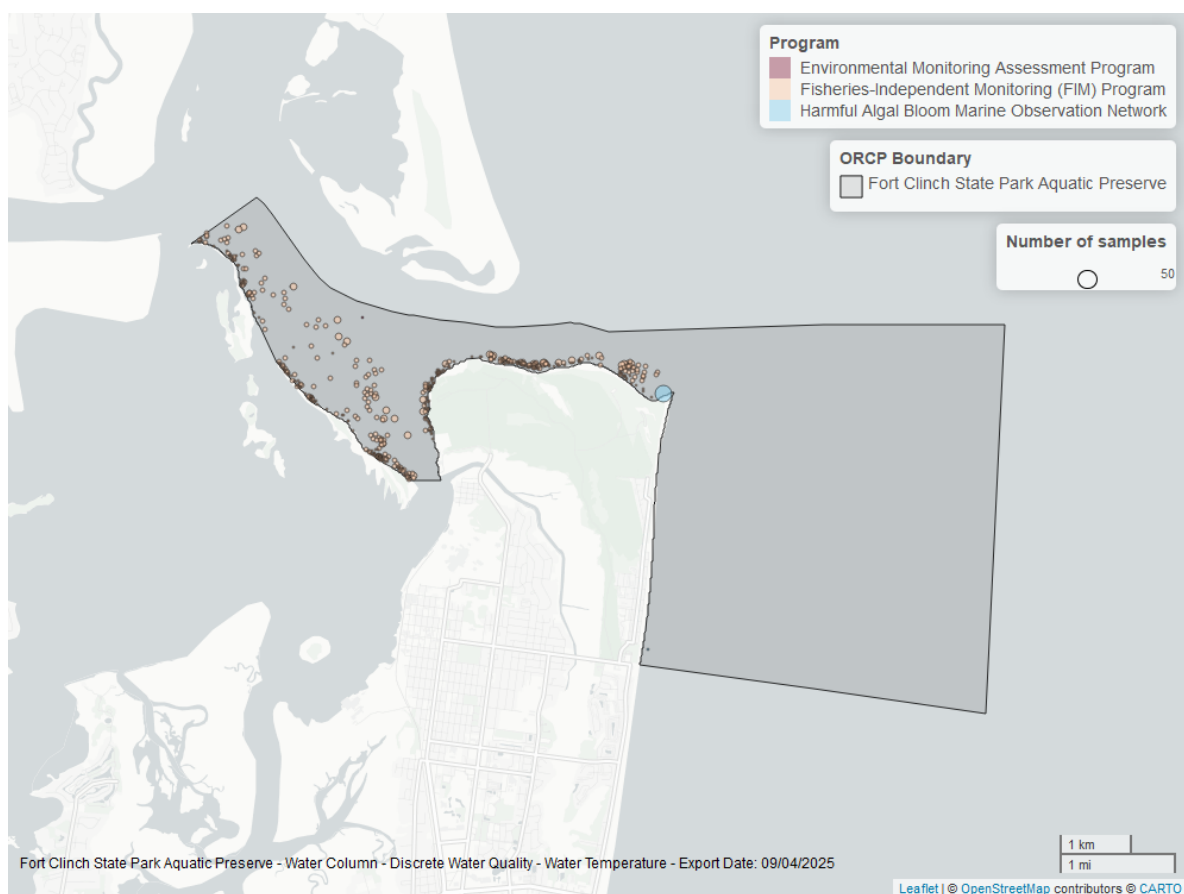 Program
Environmental Monitoring Assessment Program
Fisheries-Independent Monitoring (FIM) Program
Harmful Algal Bloom Marine Observation Network
ORCP Boundary
Fort Clinch State Park Aquatic Preserve
Number of samples
50
1 km
1 mi
Fort Clinch State Park Aquatic Preserve - Water Column - Discrete Water Quality - Water Temperature - Export Date: 09/04/2025
Leaflet | © OpenStreetMap contributors © CARTO